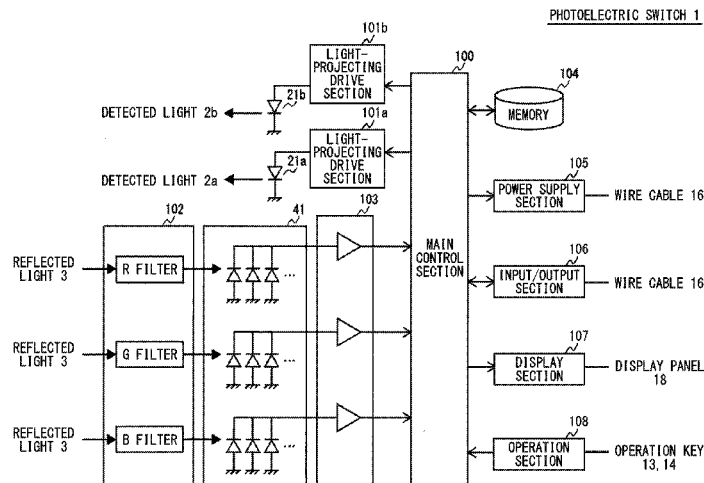 PHOTOELECTRIC SWITCH 1
101b
LIGHT-
PROJECTING
DRIVE
SECTION
21b
DETECTED LIGHT 2b
101a
LIGHT-
PROJECTING
DRIVE
SECTION
21a
DETECTED LIGHT 2a
100
MAIN
CONTROL
SECTION
104
MEMORY
105
POWER SUPPLY
SECTION
WIRE CABLE 16
106
INPUT/OUTPUT
SECTION
WIRE CABLE 16
107
DISPLAY
SECTION
DISPLAY PANEL
18
108
OPERATION
SECTION
OPERATION KEY
13, 14
102
41
103
REFLECTED
LIGHT 3
R FILTER
...
REFLECTED
LIGHT 3
G FILTER
...
REFLECTED
LIGHT 3
B FILTER
...